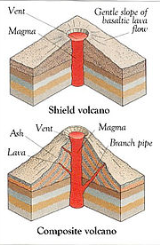 Vent
Magma
Gentle slope of
basaltic lava
flow
Shield volcano
Ash
Vent
Magma
Lava
Branch pipe
Composite volcano